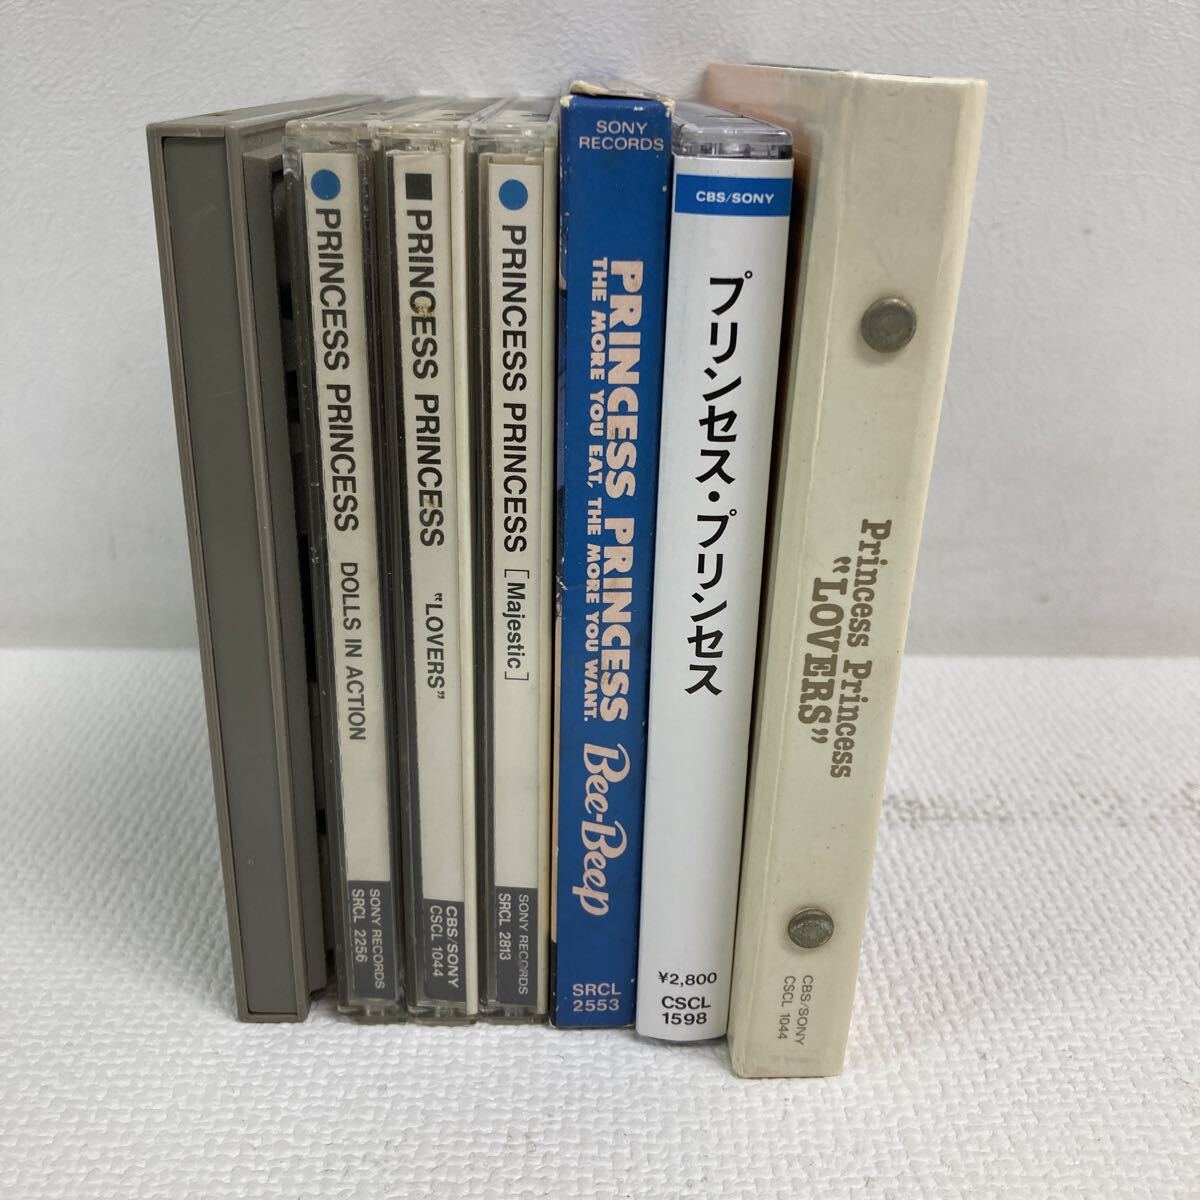 PRINCESS PRINCESS DOLLS IN ACTION
SONY RECORDS
SRCL 2256
PRINCESS PRINCESS "LOVERS"
CBS/SONY
CSCL 1044
PRINCESS PRINCESS [Majestic]
SONY RECORDS
SRCL 2813
SONY
RECORDS
PRINCESS PRINCESS
THE MORE YOU EAT, THE MORE YOU WANT.
Bee-Beep
SRCL
2553
CBS/SONY
プリンセス・プリンセス
¥2,800
CSCL
1598
Princess Princess
"LOVERS"
CBS/SONY
CSCL 1044